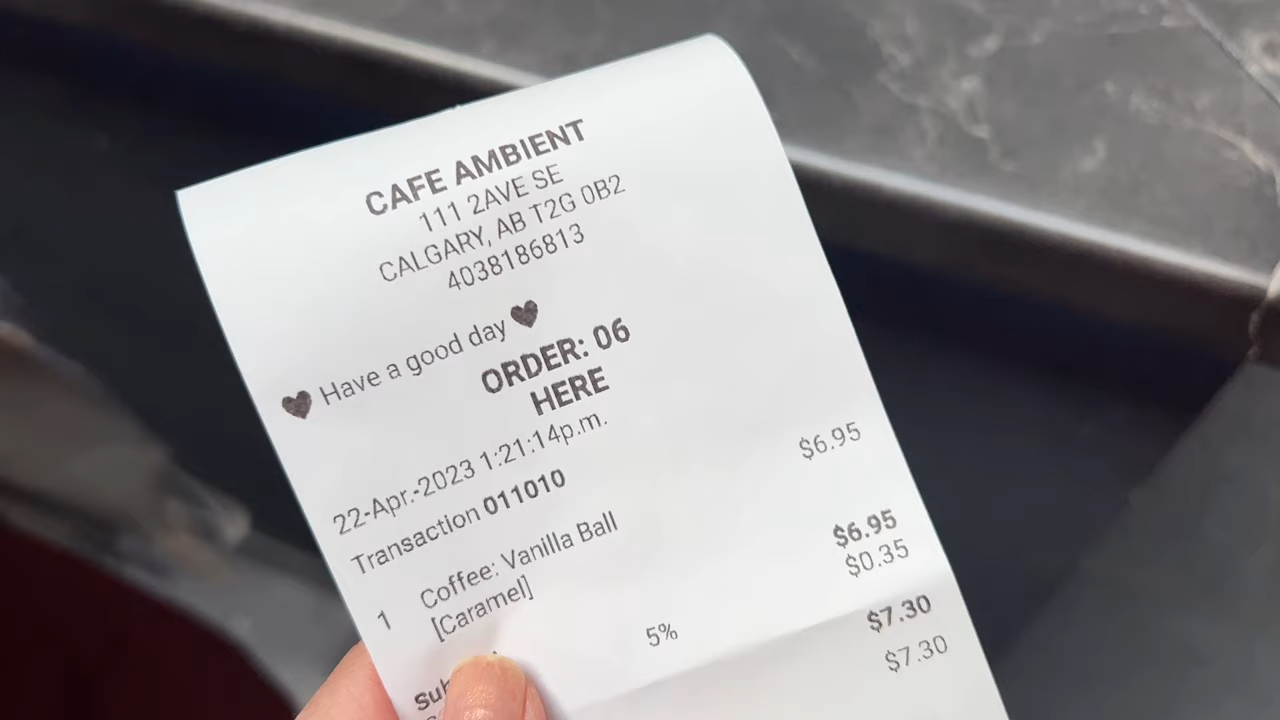 CAFE AMBIENT
111 2AVE SE
CALGARY, AB T2G 0B2
4038186813
♥ Have a good day ♥
ORDER: 06
HERE
22-Apr.-2023 1:21:14p.m.
Transaction 011010
1 Coffee: Vanilla Ball $6.95
[Caramel]
$6.95
5% $0.35
$7.30
$7.30